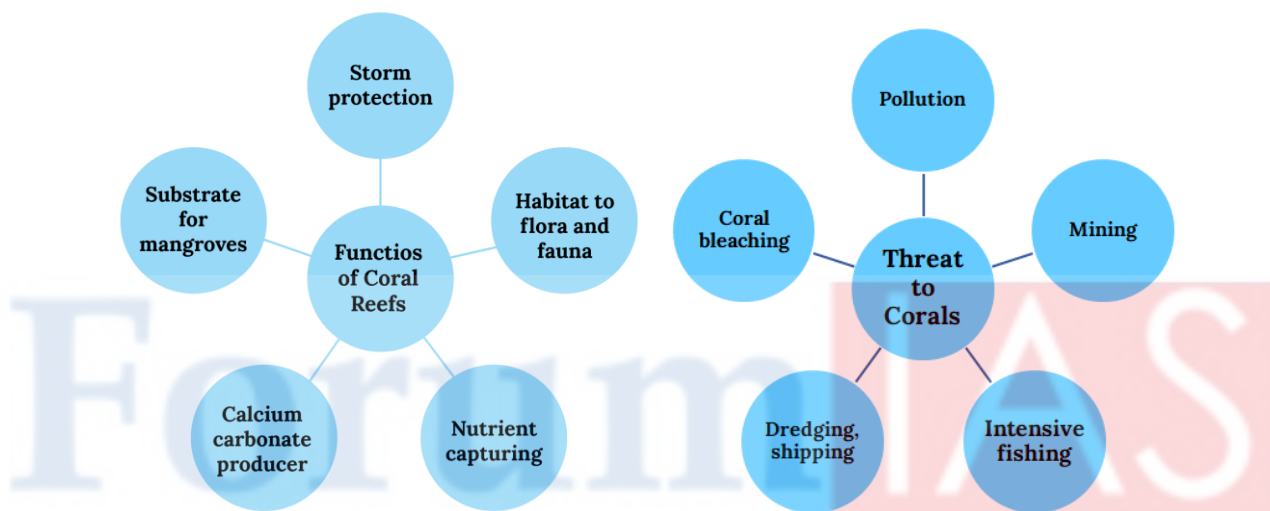 Storm
protection
Habitat to
flora and
fauna
Nutrient
capturing
Calcium
carbonate
producer
Substrate
for
mangroves
Functios
of Coral
Reefs
Pollution
Mining
Intensive
fishing
Dredging,
shipping
Coral
bleaching
Threat
to
Corals
ForumIAS